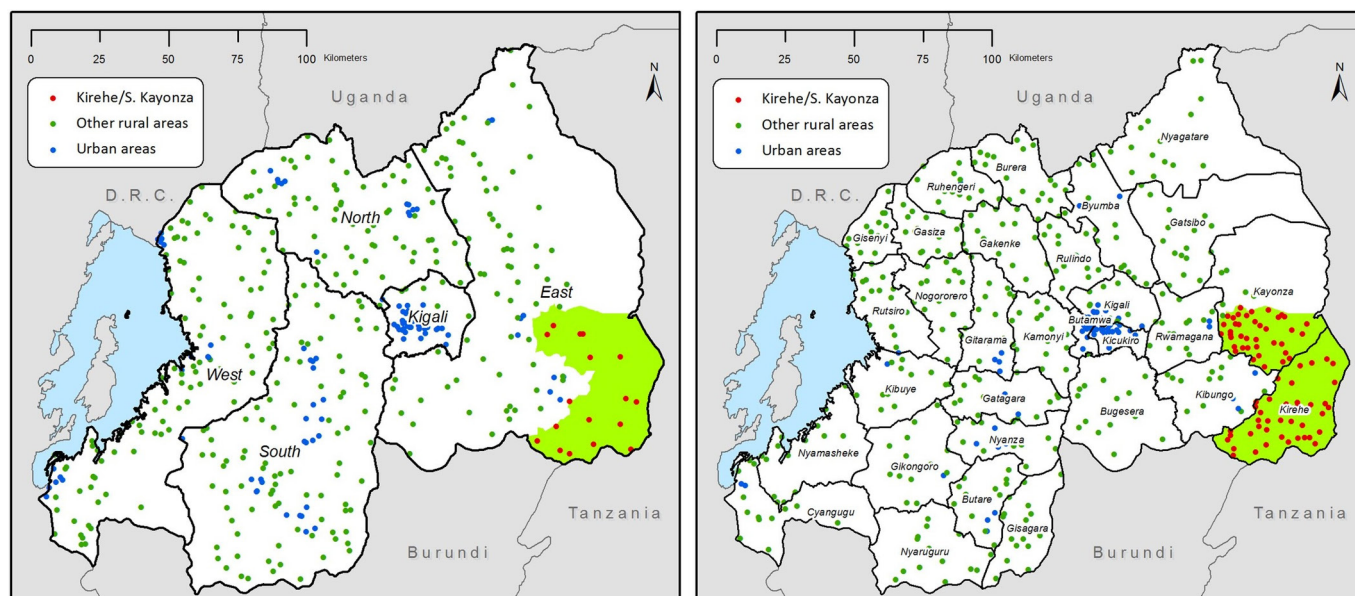 0 25 50 75 100 Kilometers
N
Kirehe/S. Kayonza
Other rural areas
Urban areas
Uganda
D.R.C.
North
East
Kigali
West
South
Tanzania
Burundi
0 25 50 75 100 Kilometers
N
Kirehe/S. Kayonza
Other rural areas
Urban areas
Uganda
Nyagatare
Burera
Ruhengeri
D.R.C.
Byumba
Gatsibo
Gisenyi
Gasiza
Gakenke
Rulindo
Kayonza
Nogororero
Kigali
Rutsiro
Butamwa
Gitarama
Kamonyi
Kicukiro
Rwamagana
Kibuye
Gatagara
Kibungo
Bugesera
Kirehe
Nyanza
Nyamasheke
Gikongoro
Butare
Cyangugu
Tanzania
Gisagara
Nyaruguru
Burundi